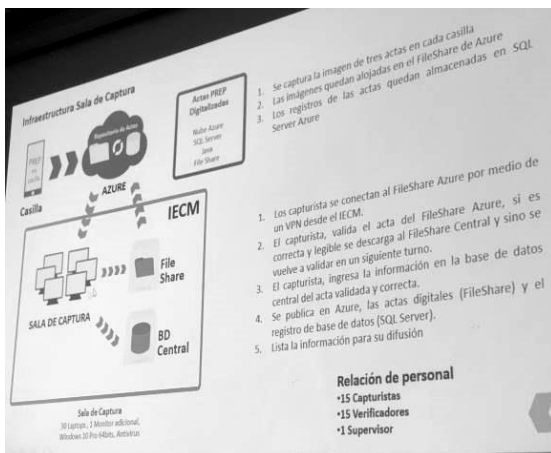 Infraestructura Sala de Captura
Repositorio de Actas
PREP
Casilla
AZURE
Actas PREP
Digitalizadas
Nube Azure
SQL Server
Java
File Share
1. Se captura la imagen de tres actas en cada casilla
2. Las imágenes quedan alojadas en el FileShare de Azure
3. Los registros de las actas quedan almacenadas en SQL
Server Azure
IECM
File
Share
SALA DE CAPTURA
BD
Central
Sala de Captura
30 Laptops, 1 Monitor adicional,
Windows 10 Pro 64bits, Antivirus
1. Los capturista se conectan al FileShare Azure por medio de
un VPN desde el IECM.
2. El capturista, valida el acta del FileShare Azure, si es
correcta y legible se descarga al FileShare Central y sino se
vuelve a validar en un siguiente turno.
3. El capturista, ingresa la información en la base de datos
central del acta validada y correcta.
4. Se publica en Azure, las actas digitales (FileShare) y el
registro de base de datos (SQL Server).
5. Lista la información para su difusión
Relación de personal
•15 Capturistas
•15 Verificadores
•1 Supervisor